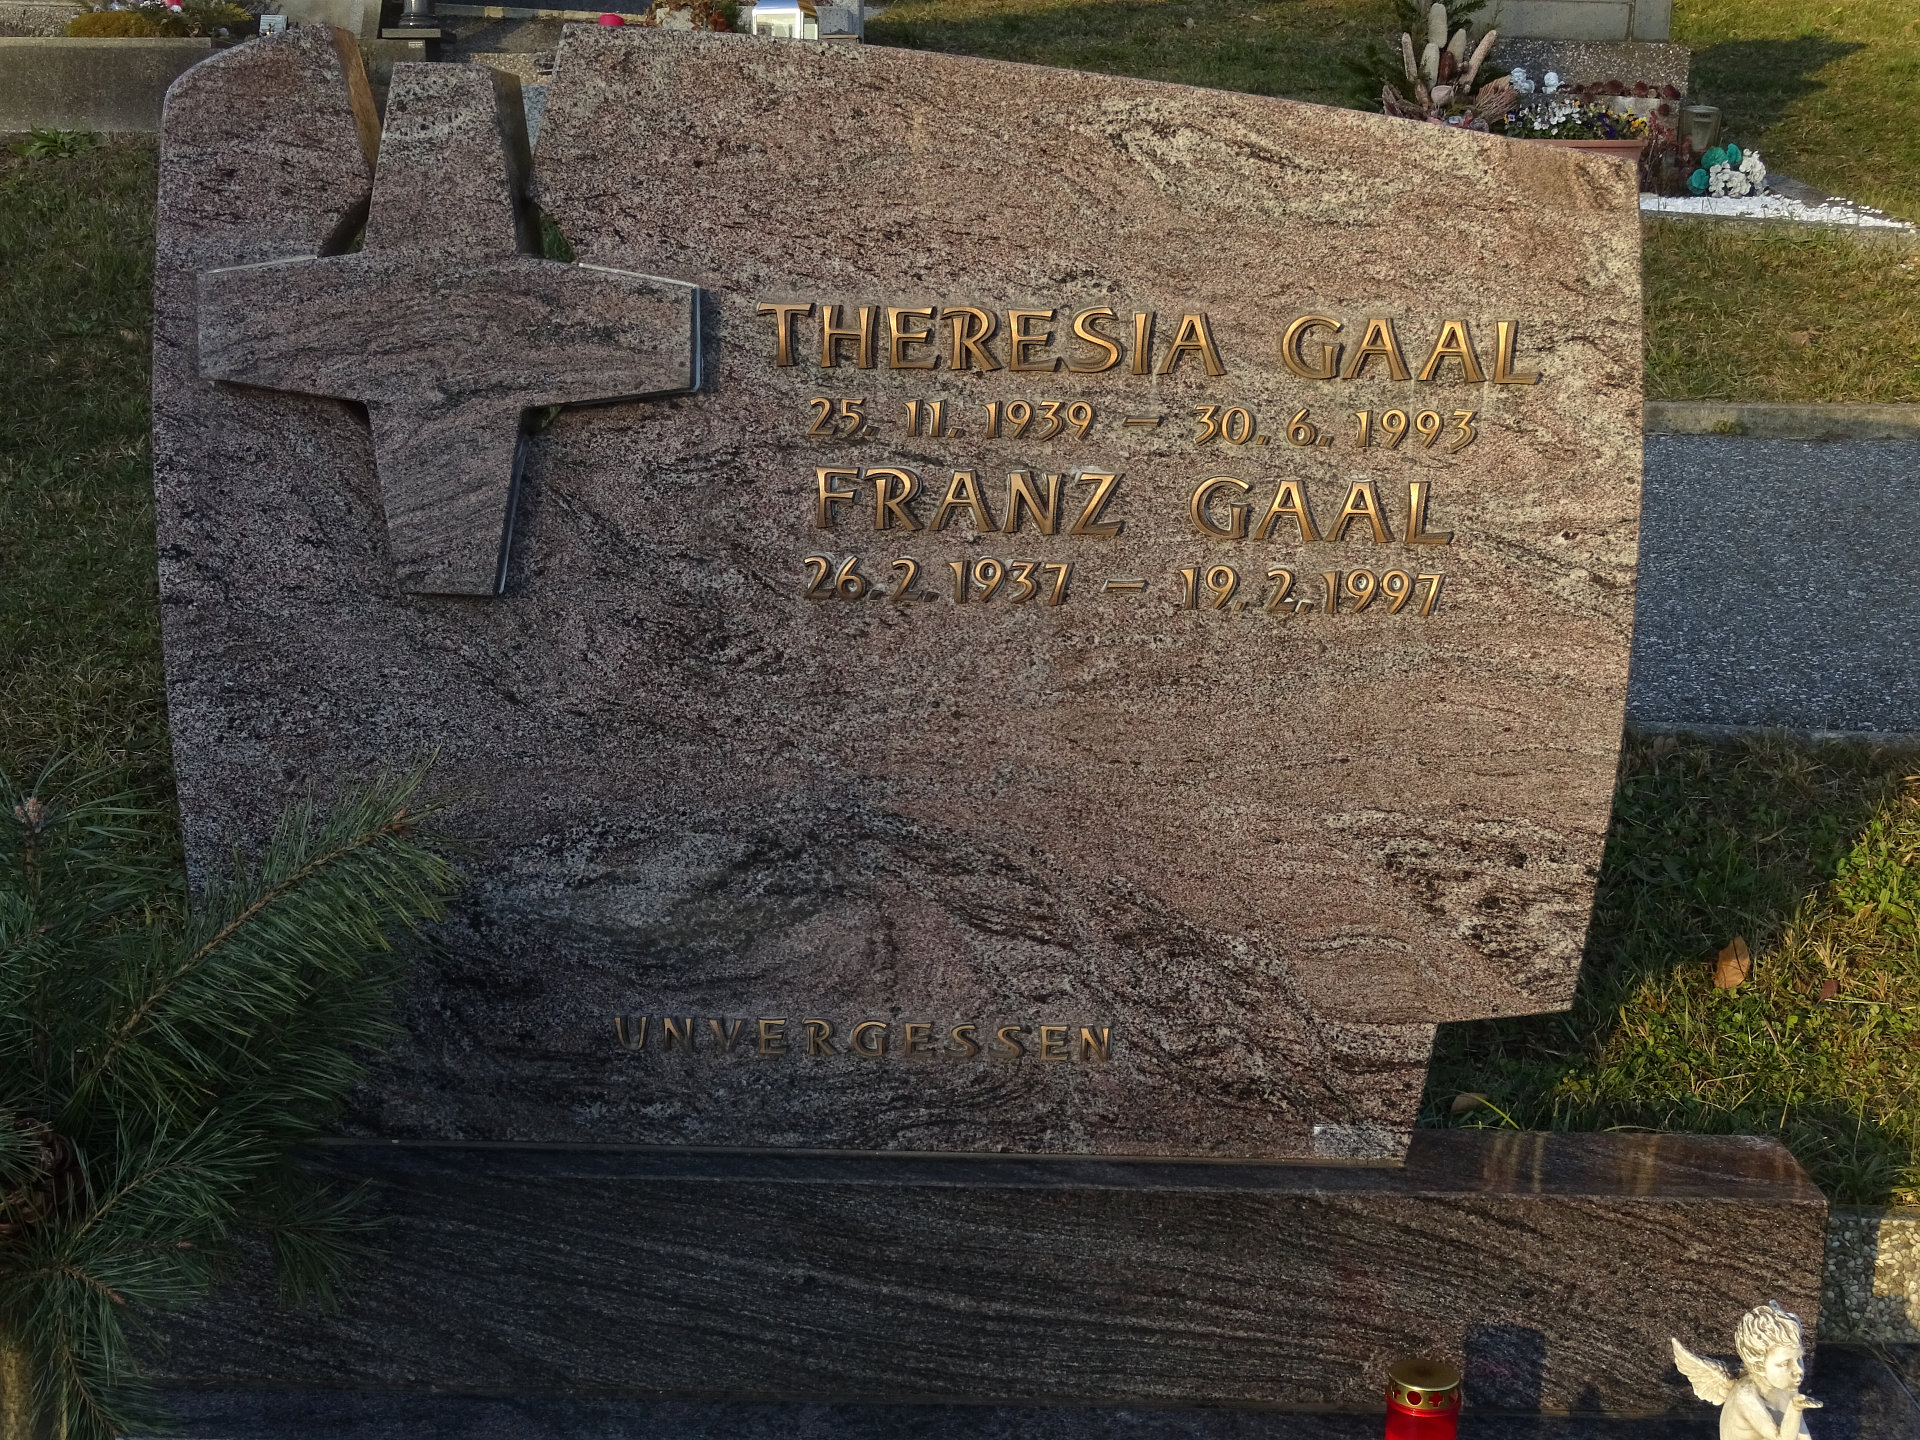 THERESIA GAAL
25. 11. 1939 – 30. 6. 1993
FRANZ GAAL
26. 2. 1937 – 19. 2. 1997
UNVERGESSEN